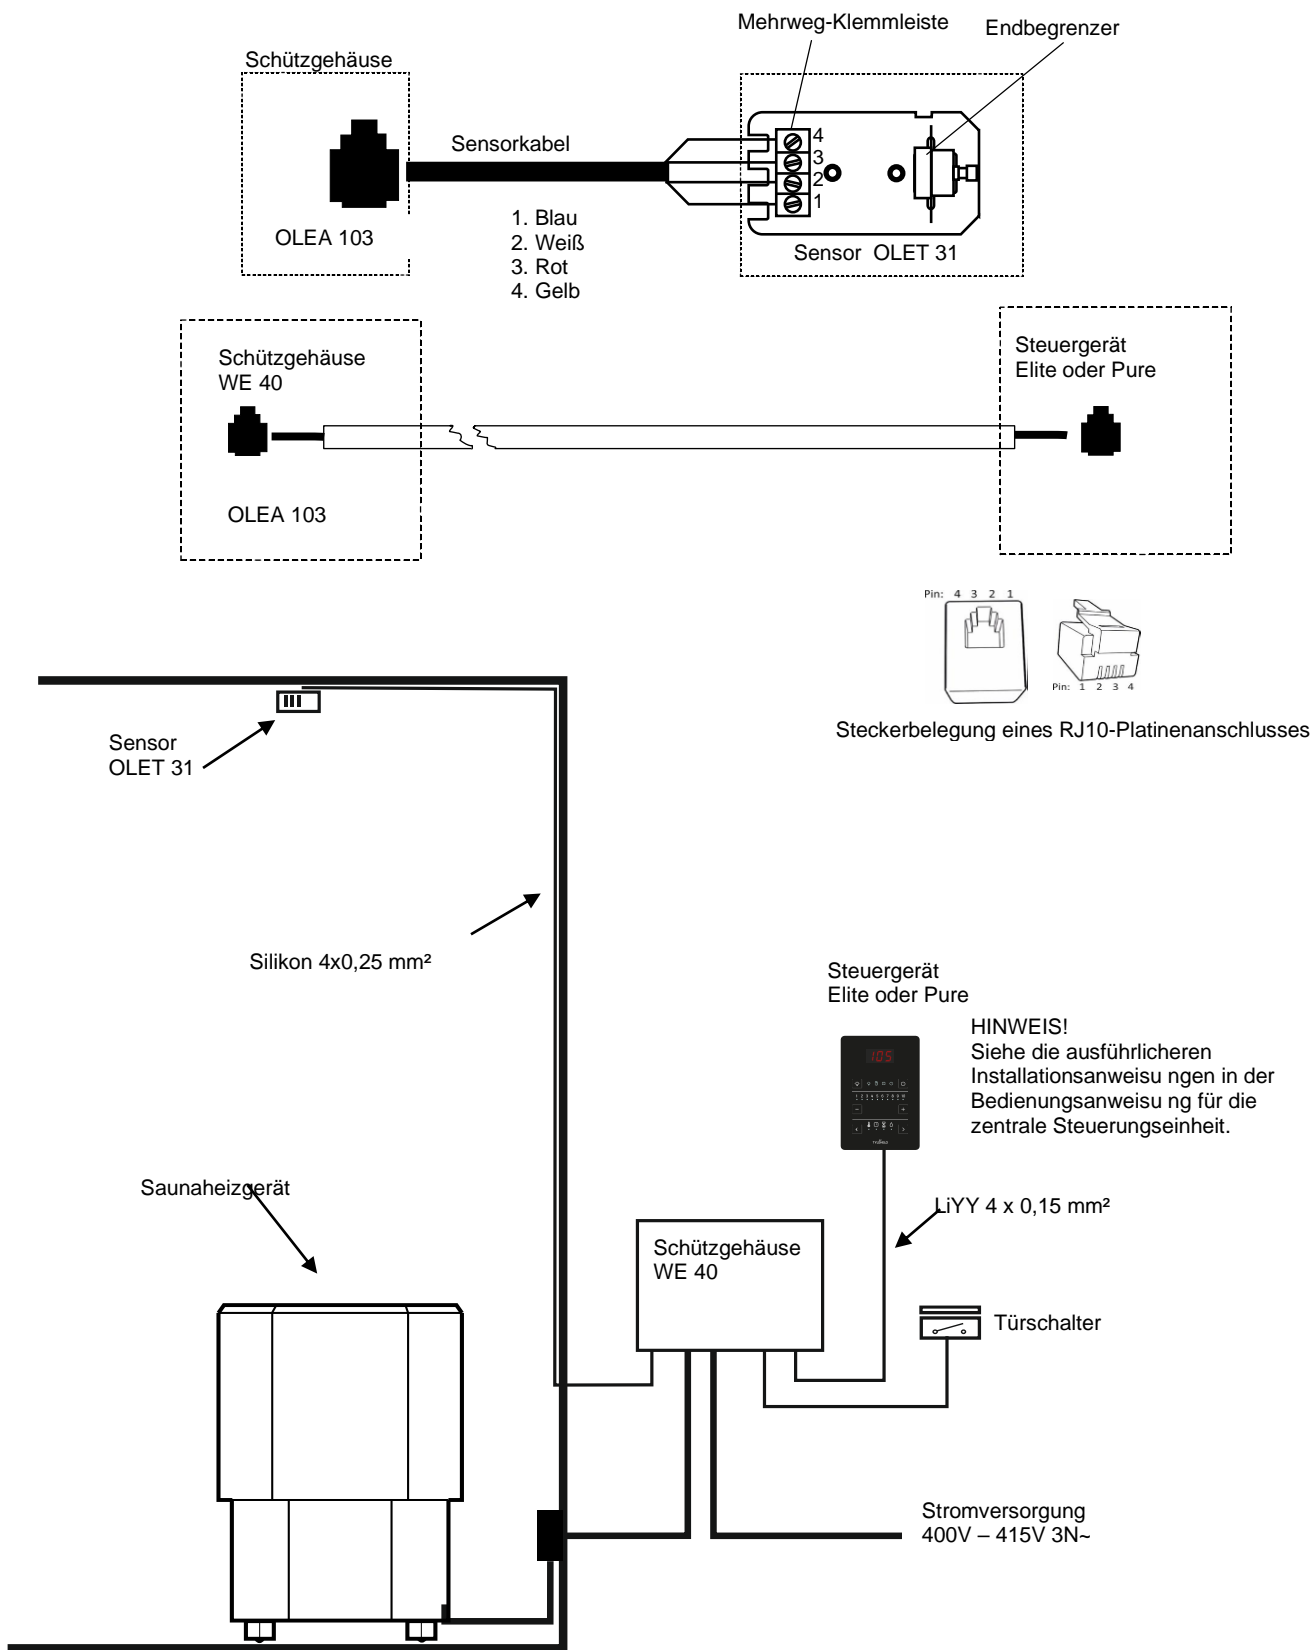 Mehrweg-Klemmleiste
Endbegrenzer
Schützgehäuse
Sensorkabel
4
3
2
1
OLEA 103
1. Blau
2. Weiß
3. Rot
4. Gelb
Sensor OLET 31
Schützgehäuse
WE 40
OLEA 103
Steuergerät
Elite oder Pure
Pin: 4 3 2 1
Pin: 1 2 3 4
Steckerbelegung eines RJ10-Platinenanschlusses
Sensor
OLET 31
Silikon 4x0,25 mm²
Steuergerät
Elite oder Pure
HINWEIS!
Siehe die ausführlicheren
Installationsanweisu ngen in der
Bedienungsanweisu ng für die
zentrale Steuerungseinheit.
105
Saunaheizgerät
LiYY 4 x 0,15 mm²
Schützgehäuse
WE 40
Türschalter
Stromversorgung
400V – 415V 3N~